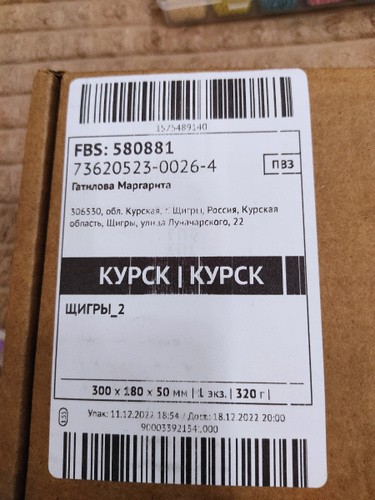 1575489140
FBS: 580881
73620523-0026-4
ПВЗ
Гатилова Маргарита
306530, обл. Курская, г. Щигры, Россия, Курская
область, Щигры, улица Луначарского, 22
КУРСК | КУРСК
ЩИГРЫ_2
300 x 180 x 50 мм | 1 экз. | 320 г |
Упак: 11.12.2022 18:54 / Дост: 18.12.2022 20:00